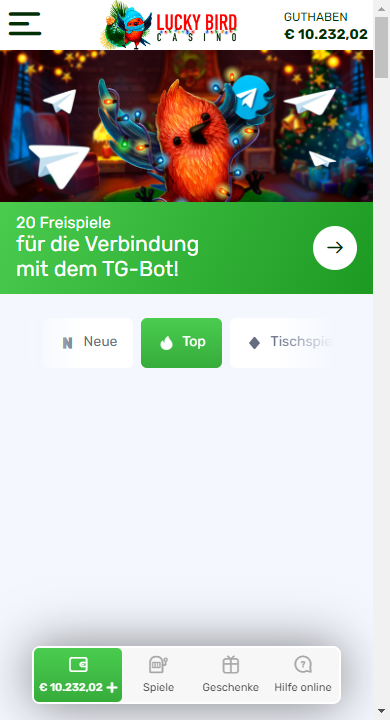 LUCKY BIRD
CASINO
GUTHABEN
€ 10.232,02
20 Freispiele
für die Verbindung
mit dem TG-Bot!
Neue
Top
Tischspie
€ 10.232,02
Spiele
Geschenke
Hilfe online